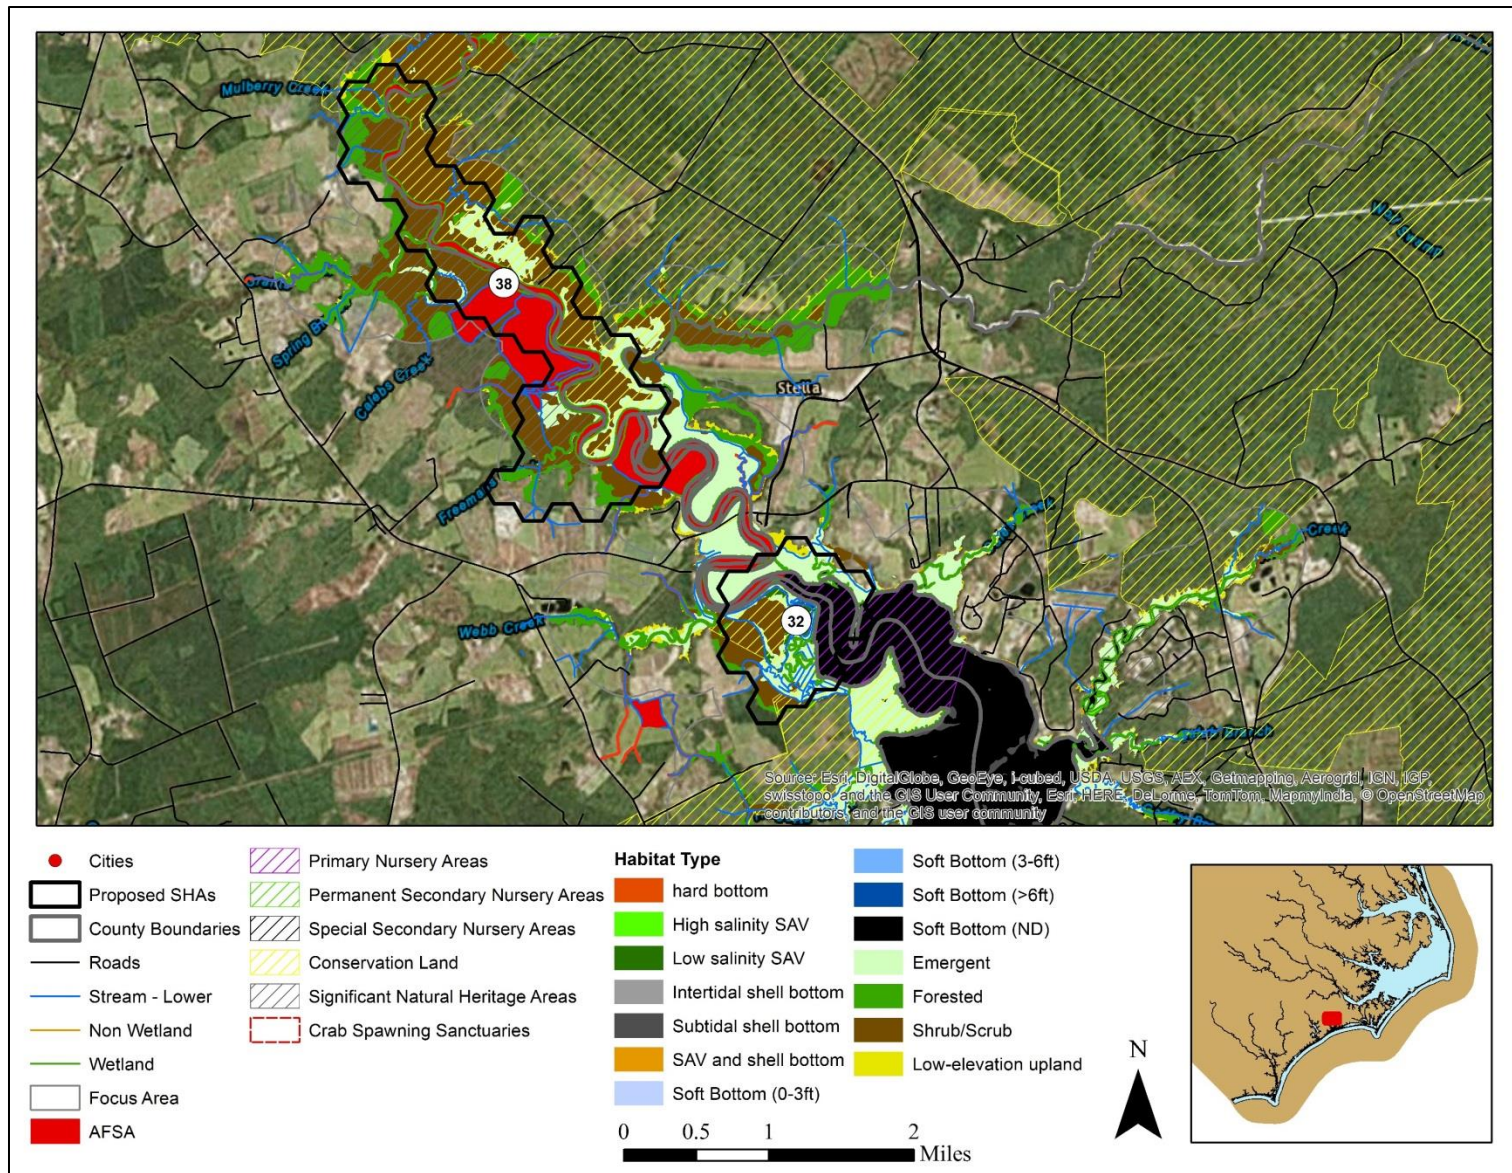 Mulberry Creek
38
Stella
Calebs Creek
Webb Creek
32
Creek
Source: Esri, DigitalGlobe, GeoEye, i-cubed, USDA, USGS, AEX, Getmapping, Aerogrid, IGN, IGP,
swisstopo, and the GIS User Community, Esri, HERE, DeLorme, TomTom, MapmyIndia, © OpenStreetMap
contributors, and the GIS user community
Cities
Proposed SHAs
County Boundaries
Roads
Stream - Lower
Non Wetland
Wetland
Focus Area
AFSA
Primary Nursery Areas
Permanent Secondary Nursery Areas
Special Secondary Nursery Areas
Conservation Land
Significant Natural Heritage Areas
Crab Spawning Sanctuaries
Habitat Type
hard bottom
High salinity SAV
Low salinity SAV
Intertidal shell bottom
Subtidal shell bottom
SAV and shell bottom
Soft Bottom (0-3ft)
Soft Bottom (3-6ft)
Soft Bottom (>6ft)
Soft Bottom (ND)
Emergent
Forested
Shrub/Scrub
Low-elevation upland
0 0.5 1 2
Miles
N